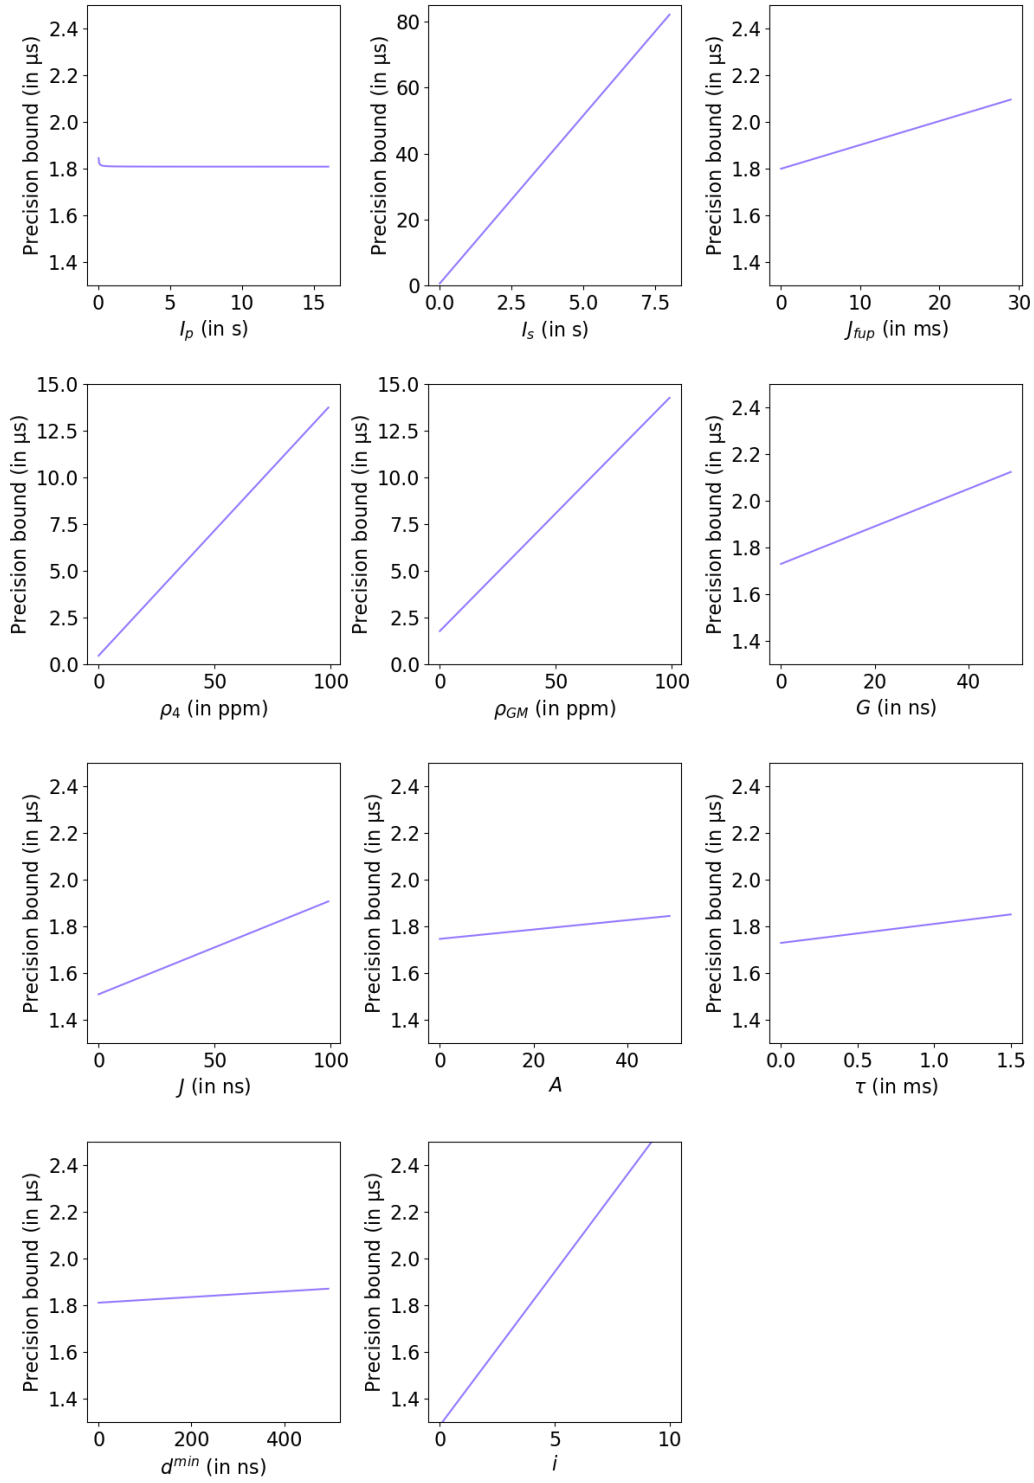 Precision bound (in µs)
2.4
2.2
2.0
1.8
1.6
1.4
0 5 10 15
I_p (in s)
Precision bound (in µs)
80
60
40
20
0
0.0 2.5 5.0 7.5
I_s (in s)
Precision bound (in µs)
2.4
2.2
2.0
1.8
1.6
1.4
0 10 20 30
J_fup (in ms)
Precision bound (in µs)
15.0
12.5
10.0
7.5
5.0
2.5
0.0
0 50 100
ρ_4 (in ppm)
Precision bound (in µs)
15.0
12.5
10.0
7.5
5.0
2.5
0.0
0 50 100
ρ_GM (in ppm)
Precision bound (in µs)
2.4
2.2
2.0
1.8
1.6
1.4
0 20 40
G (in ns)
Precision bound (in µs)
2.4
2.2
2.0
1.8
1.6
1.4
0 50 100
J (in ns)
Precision bound (in µs)
2.4
2.2
2.0
1.8
1.6
1.4
0 20 40
A
Precision bound (in µs)
2.4
2.2
2.0
1.8
1.6
1.4
0.0 0.5 1.0 1.5
τ (in ms)
Precision bound (in µs)
2.4
2.2
2.0
1.8
1.6
1.4
0 200 400
d^min (in ns)
Precision bound (in µs)
2.4
2.2
2.0
1.8
1.6
1.4
0 5 10
i